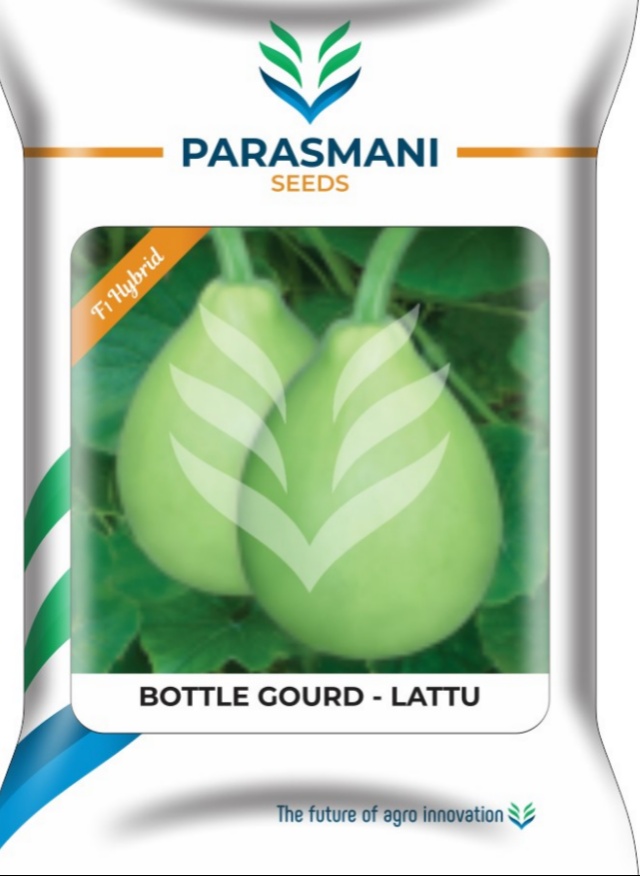 PARASMANI
SEEDS
F1 Hybrid
BOTTLE GOURD - LATTU
The future of agro innovation